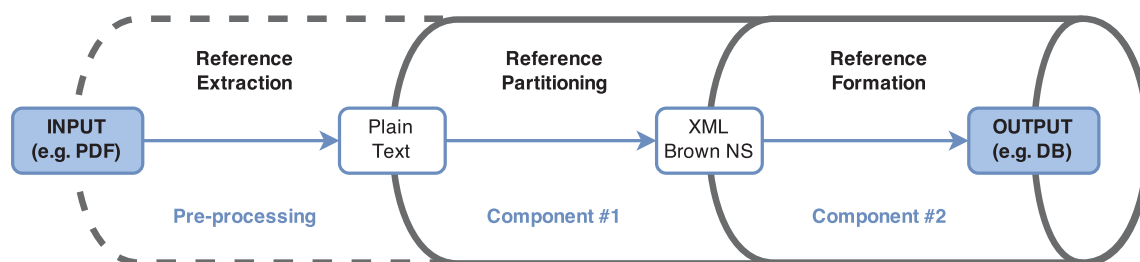 Reference
Extraction
Reference
Partitioning
Reference
Formation
INPUT
(e.g. PDF)
Plain
Text
XML
Brown NS
OUTPUT
(e.g. DB)
Pre-processing
Component #1
Component #2